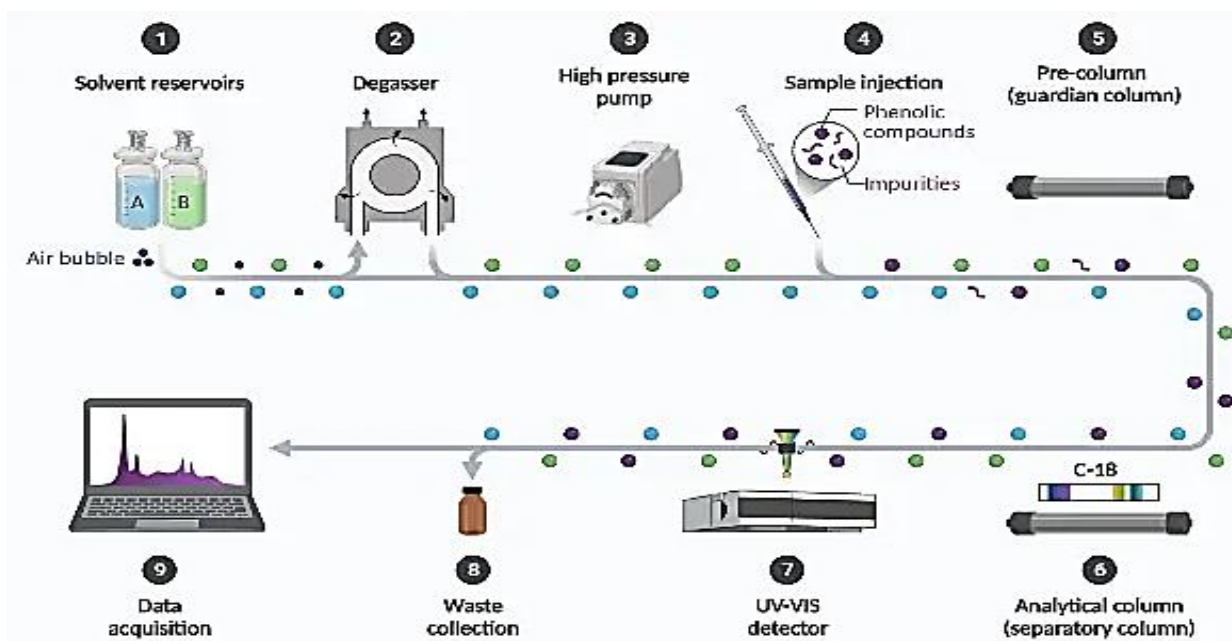 1
Solvent reservoirs
2
Degasser
3
High pressure
pump
4
Sample injection
5
Pre-column
(guardian column)
Phenolic
compounds
Impurities
A
B
Air bubble
C-18
9
Data
acquisition
8
Waste
collection
7
UV-VIS
detector
6
Analytical column
(separatory column)